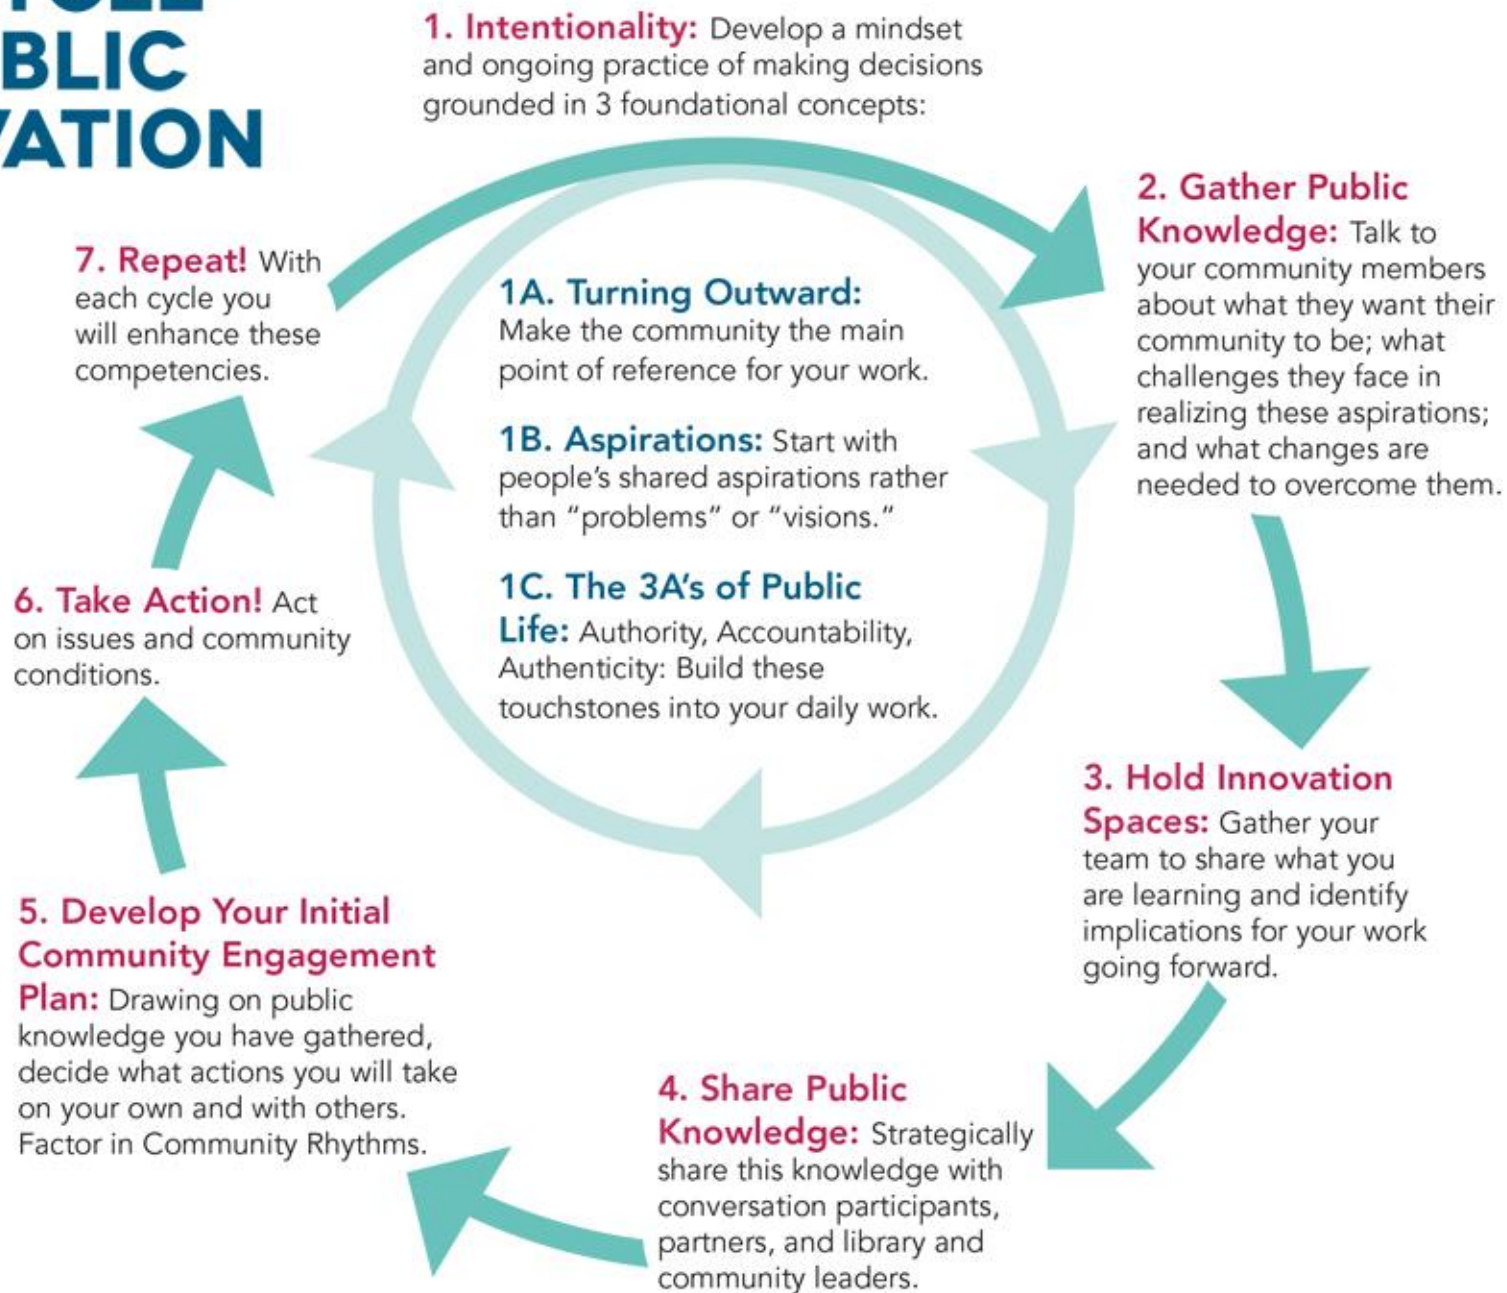 BLIC
1. Intentionality: Develop a mindset
and ongoing practice of making decisions
grounded in 3 foundational concepts:
2. Gather Public
Knowledge: Talk to
your community members
about what they want their
community to be; what
challenges they face in
realizing these aspirations;
and what changes are
needed to overcome them.
3. Hold Innovation
Spaces: Gather your
team to share what you
are learning and identify
implications for your work
going forward.
4. Share Public
Knowledge: Strategically
share this knowledge with
conversation participants,
partners, and library and
community leaders.
5. Develop Your Initial
Community Engagement
Plan: Drawing on public
knowledge you have gathered,
decide what actions you will take
on your own and with others.
Factor in Community Rhythms.
6. Take Action! Act
on issues and community
conditions.
7. Repeat! With
each cycle you
will enhance these
competencies.
1A. Turning Outward:
Make the community the main
point of reference for your work.
1B. Aspirations: Start with
people’s shared aspirations rather
than “problems” or “visions.”
1C. The 3A’s of Public
Life: Authority, Accountability,
Authenticity: Build these
touchstones into your daily work.